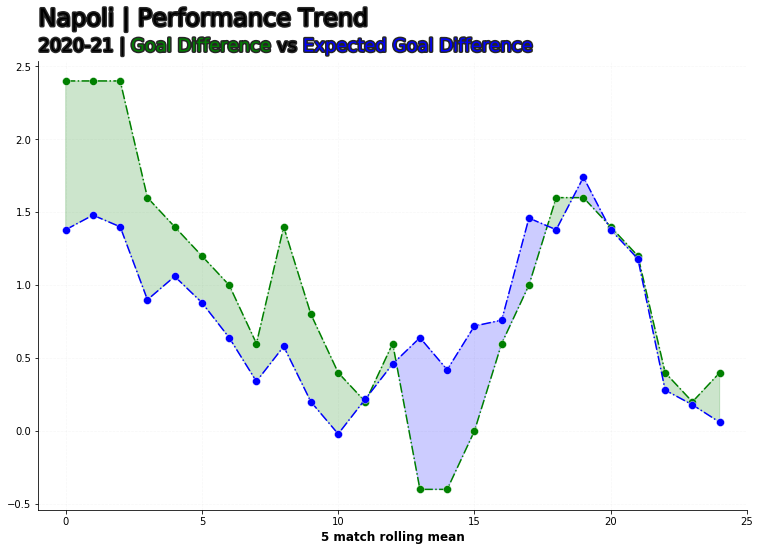 Napoli | Performance Trend
2020-21 | Goal Difference vs Expected Goal Difference
2.5
2.0
1.5
1.0
0.5
0.0
−0.5
0 5 10 15 20 25
5 match rolling mean